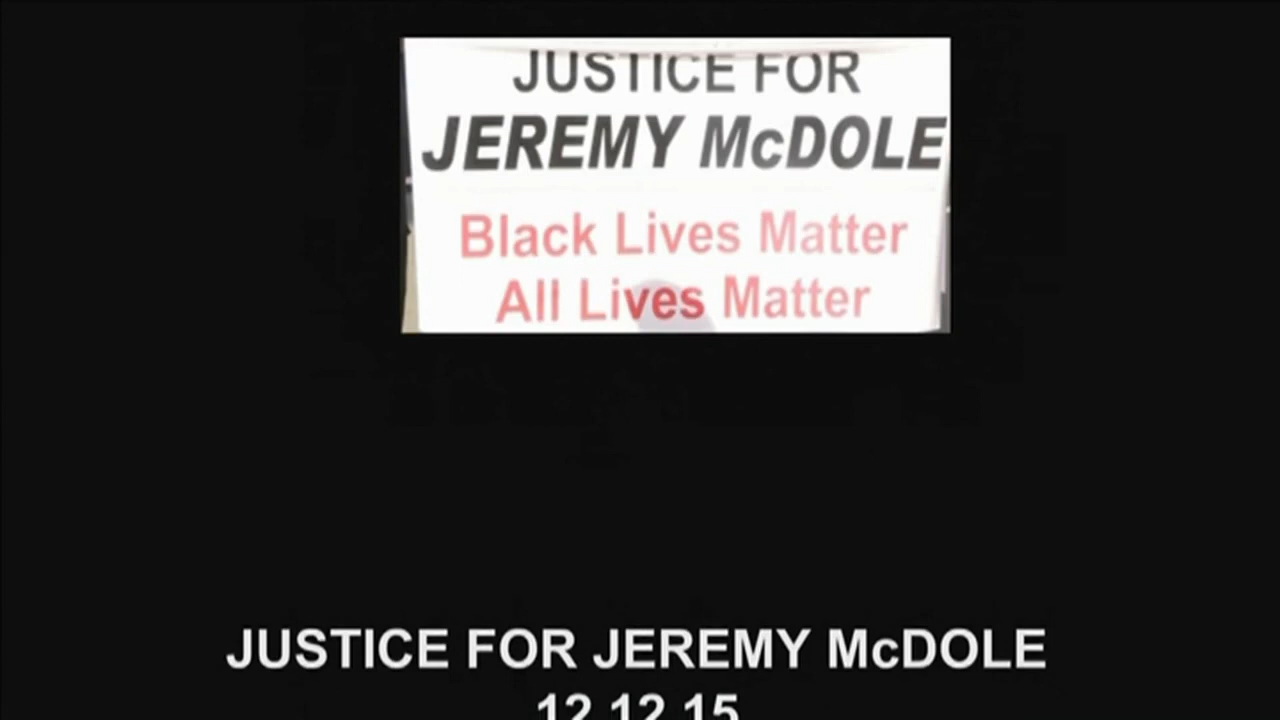 JUSTICE FOR
JEREMY McDOLE
Black Lives Matter
All Lives Matter
JUSTICE FOR JEREMY McDOLE
12.12.15